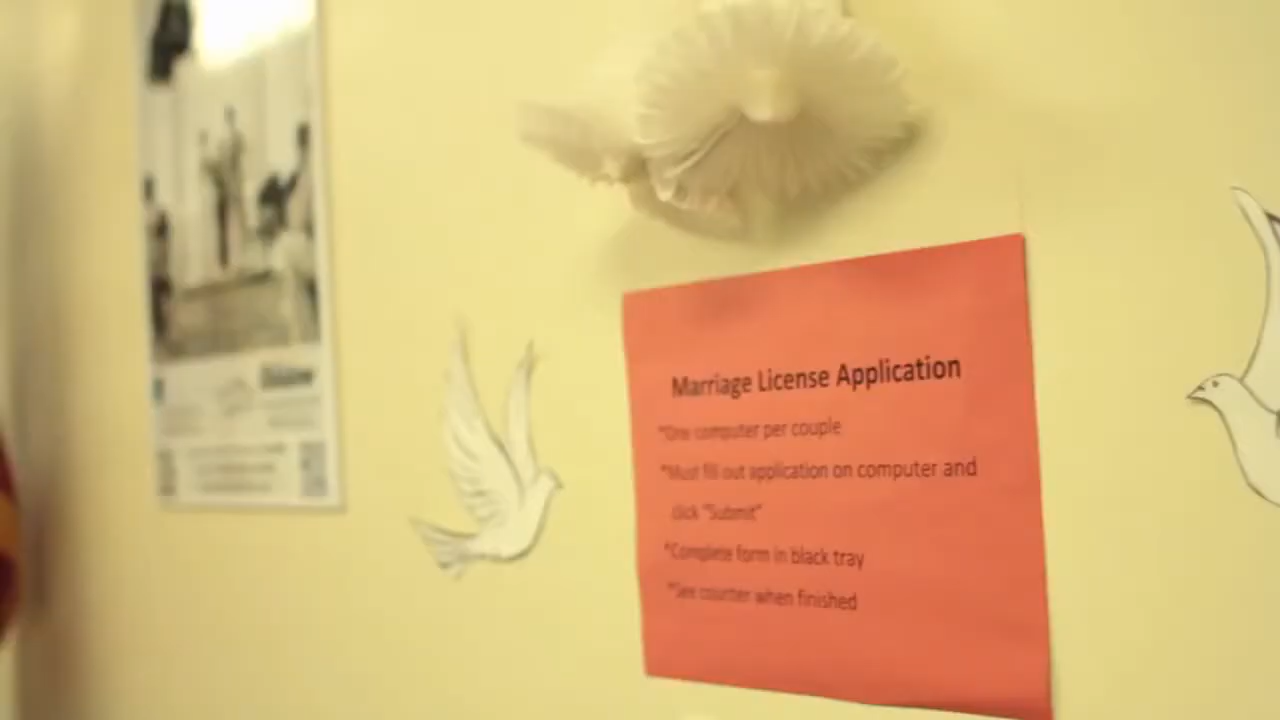 Marriage License Application
*One computer per couple
*Must fill out application on computer and
click "Submit"
*Complete form in black tray
*See counter when finished